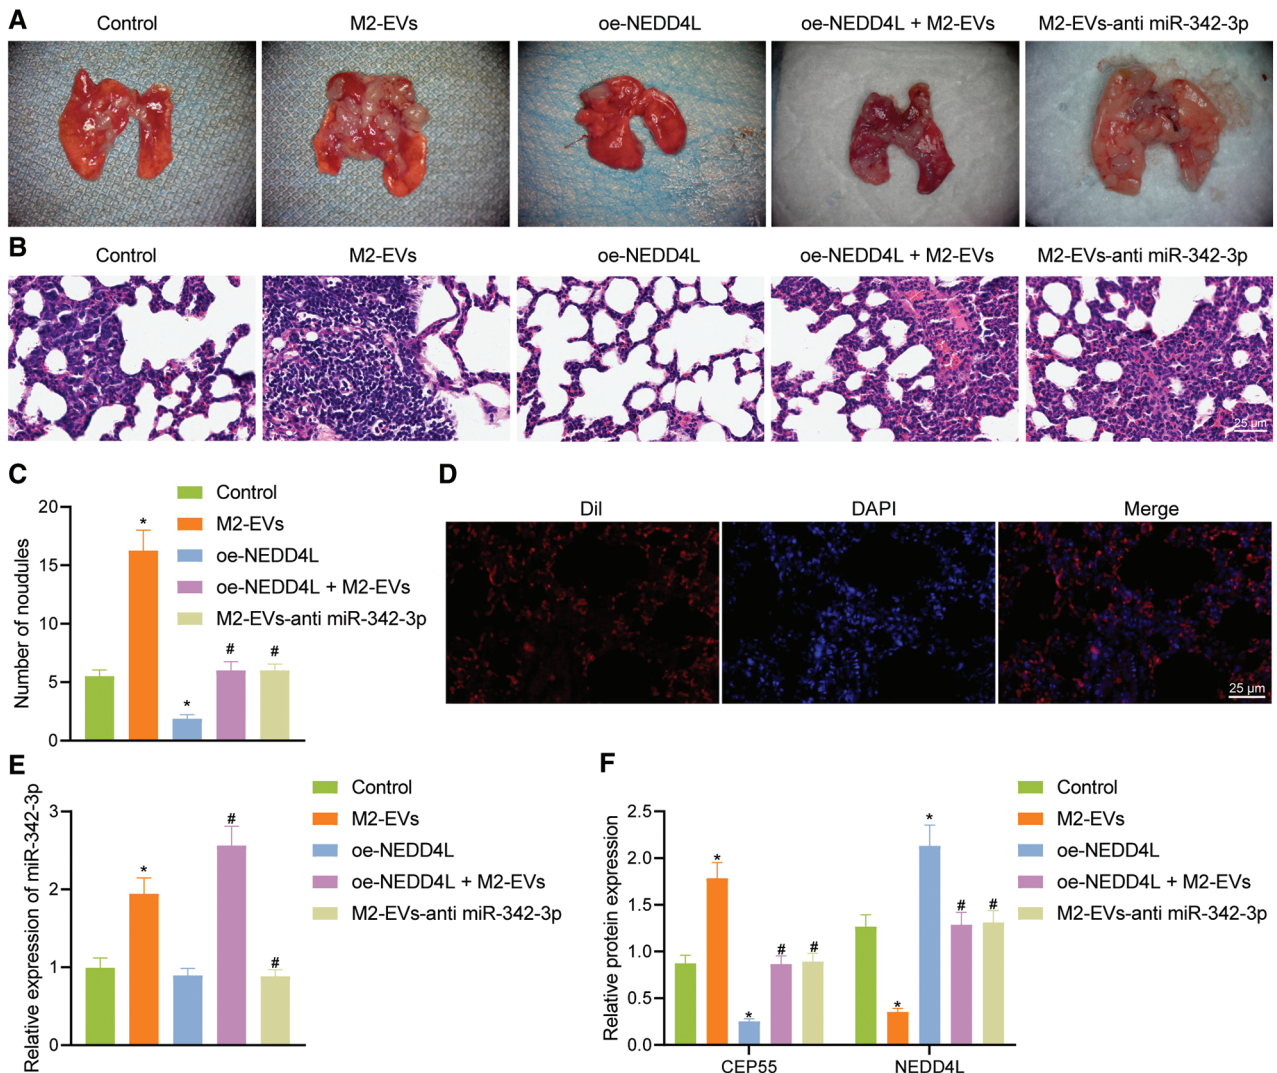 A
Control
M2-EVs
oe-NEDD4L
oe-NEDD4L + M2-EVs
M2-EVs-anti miR-342-3p
B
Control
M2-EVs
oe-NEDD4L
oe-NEDD4L + M2-EVs
M2-EVs-anti miR-342-3p
25 µm
C
Number of noudules
20
15
10
5
0
*
*
#
#
Control
M2-EVs
oe-NEDD4L
oe-NEDD4L + M2-EVs
M2-EVs-anti miR-342-3p
D
Dil
DAPI
Merge
25 µm
E
Relative expression of miR-342-3p
3
2
1
0
*
#
#
Control
M2-EVs
oe-NEDD4L
oe-NEDD4L + M2-EVs
M2-EVs-anti miR-342-3p
F
Relative protein expression
2.5
2.0
1.5
1.0
0.5
0.0
*
*
#
#
*
*
#
#
CEP55
NEDD4L
Control
M2-EVs
oe-NEDD4L
oe-NEDD4L + M2-EVs
M2-EVs-anti miR-342-3p